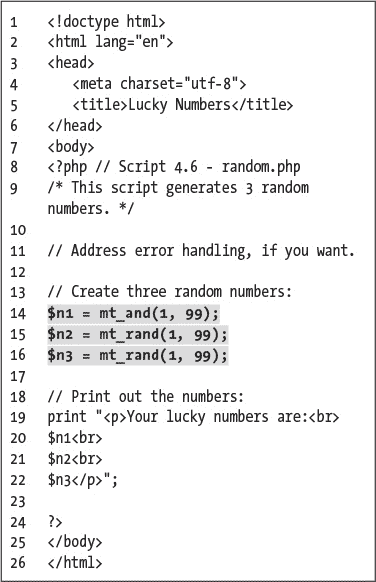 1 <!doctype html>
2 <html lang="en">
3 <head>
4 <meta charset="utf-8">
5 <title>Lucky Numbers</title>
6 </head>
7 <body>
8 <?php // Script 4.6 - random.php
9 /* This script generates 3 random
numbers. */
10
11 // Address error handling, if you want.
12
13 // Create three random numbers:
14 $n1 = mt_and(1, 99);
15 $n2 = mt_rand(1, 99);
16 $n3 = mt_rand(1, 99);
17
18 // Print out the numbers:
19 print "<p>Your lucky numbers are:<br>
20 $n1<br>
21 $n2<br>
22 $n3</p>";
23
24 ?>
25 </body>
26 </html>